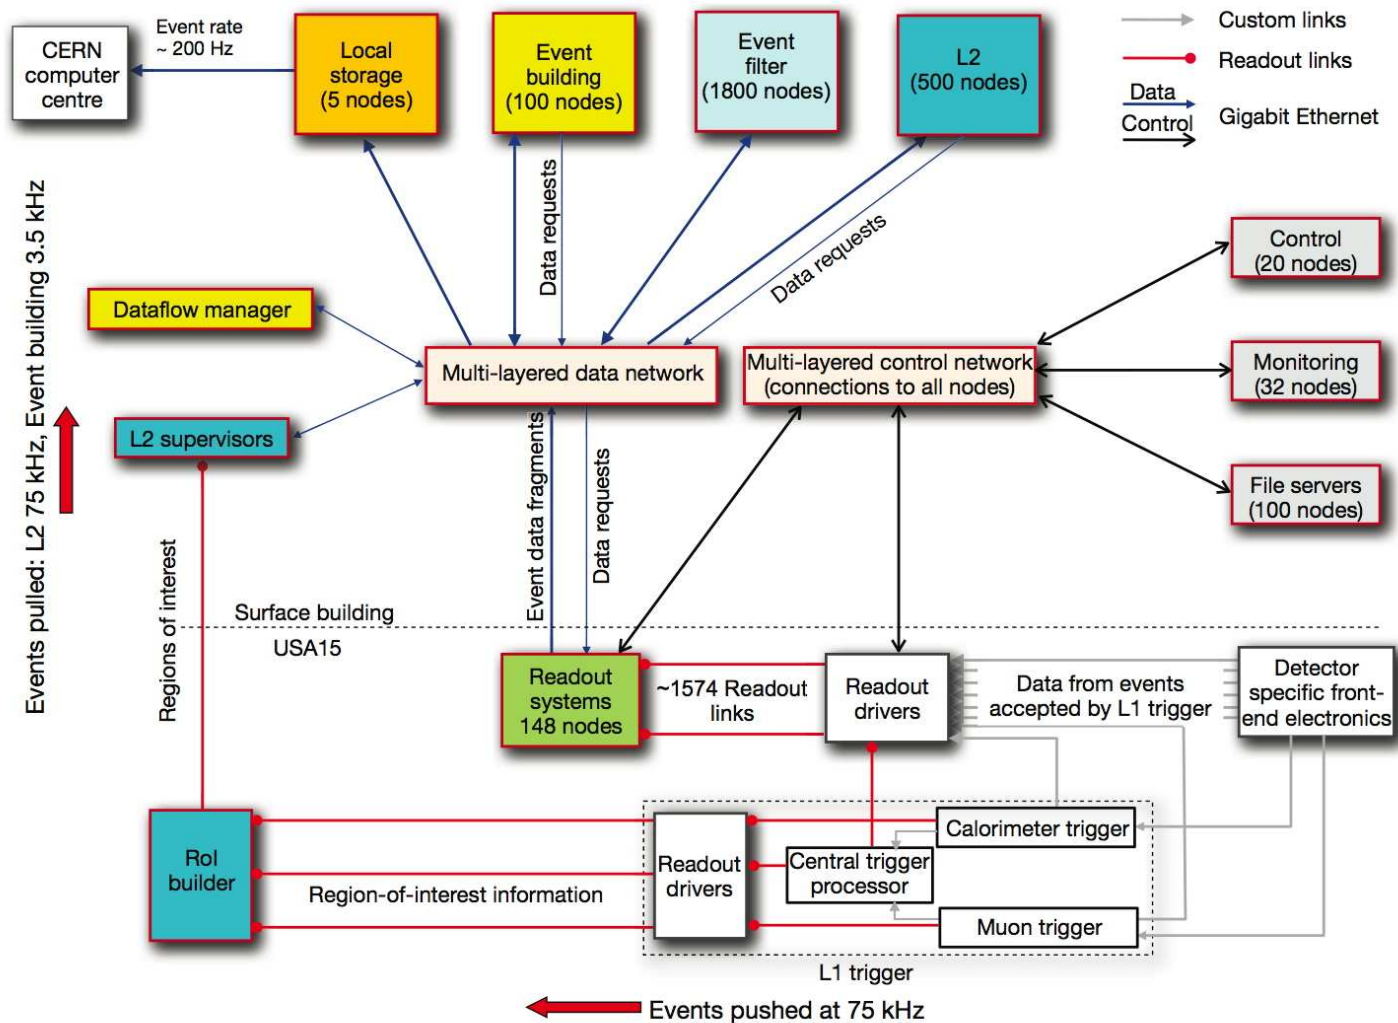 CERN
computer
centre
Event rate
~ 200 Hz
Local
storage
(5 nodes)
Event
building
(100 nodes)
Event
filter
(1800 nodes)
L2
(500 nodes)
Custom links
Readout links
Data
Control
Gigabit Ethernet
Data requests
Data requests
Events pulled: L2 75 kHz, Event building 3.5 kHz
Dataflow manager
Multi-layered data network
Multi-layered control network
(connections to all nodes)
Control
(20 nodes)
Monitoring
(32 nodes)
File servers
(100 nodes)
L2 supervisors
Event data fragments
Data requests
Regions of interest
Surface building
USA15
Readout
systems
148 nodes
~1574 Readout
links
Readout
drivers
Data from events
accepted by L1 trigger
Detector
specific front-
end electronics
RoI
builder
Region-of-interest information
Readout
drivers
Calorimeter trigger
Central trigger
processor
Muon trigger
L1 trigger
Events pushed at 75 kHz